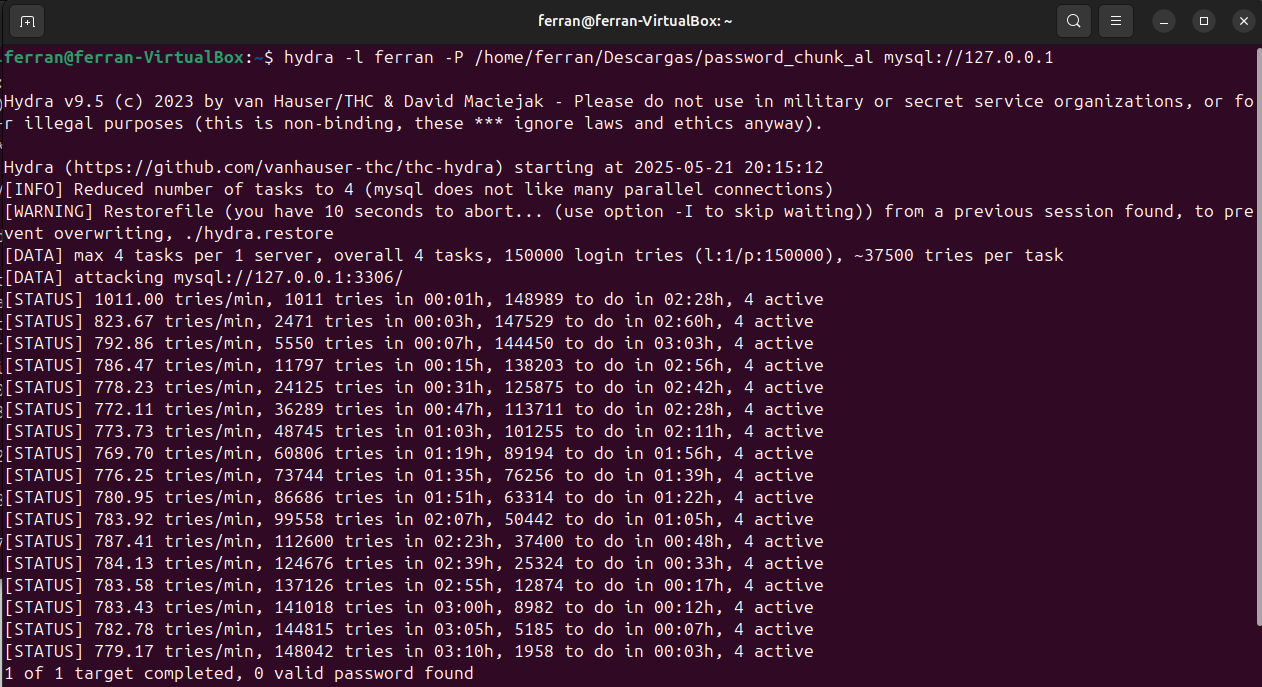 ferran@ferran-VirtualBox: ~
ferran@ferran-VirtualBox:~$ hydra -l ferran -P /home/ferran/Descargas/password_chunk_al mysql://127.0.0.1
Hydra v9.5 (c) 2023 by van Hauser/THC & David Maciejak - Please do not use in military or secret service organizations, or fo
r illegal purposes (this is non-binding, these *** ignore laws and ethics anyway).
Hydra (https://github.com/vanhauser-thc/thc-hydra) starting at 2025-05-21 20:15:12
[INFO] Reduced number of tasks to 4 (mysql does not like many parallel connections)
[WARNING] Restorefile (you have 10 seconds to abort... (use option -I to skip waiting)) from a previous session found, to pre
vent overwriting, ./hydra.restore
[DATA] max 4 tasks per 1 server, overall 4 tasks, 150000 login tries (l:1/p:150000), ~37500 tries per task
[DATA] attacking mysql://127.0.0.1:3306/
[STATUS] 1011.00 tries/min, 1011 tries in 00:01h, 148989 to do in 02:28h, 4 active
[STATUS] 823.67 tries/min, 2471 tries in 00:03h, 147529 to do in 02:60h, 4 active
[STATUS] 792.86 tries/min, 5550 tries in 00:07h, 144450 to do in 03:03h, 4 active
[STATUS] 786.47 tries/min, 11797 tries in 00:15h, 138203 to do in 02:56h, 4 active
[STATUS] 778.23 tries/min, 24125 tries in 00:31h, 125875 to do in 02:42h, 4 active
[STATUS] 772.11 tries/min, 36289 tries in 00:47h, 113711 to do in 02:28h, 4 active
[STATUS] 773.73 tries/min, 48745 tries in 01:03h, 101255 to do in 02:11h, 4 active
[STATUS] 769.70 tries/min, 60806 tries in 01:19h, 89194 to do in 01:56h, 4 active
[STATUS] 776.25 tries/min, 73744 tries in 01:35h, 76256 to do in 01:39h, 4 active
[STATUS] 780.95 tries/min, 86686 tries in 01:51h, 63314 to do in 01:22h, 4 active
[STATUS] 783.92 tries/min, 99558 tries in 02:07h, 50442 to do in 01:05h, 4 active
[STATUS] 787.41 tries/min, 112600 tries in 02:23h, 37400 to do in 00:48h, 4 active
[STATUS] 784.13 tries/min, 124676 tries in 02:39h, 25324 to do in 00:33h, 4 active
[STATUS] 783.58 tries/min, 137126 tries in 02:55h, 12874 to do in 00:17h, 4 active
[STATUS] 783.43 tries/min, 141018 tries in 03:00h, 8982 to do in 00:12h, 4 active
[STATUS] 782.78 tries/min, 144815 tries in 03:05h, 5185 to do in 00:07h, 4 active
[STATUS] 779.17 tries/min, 148042 tries in 03:10h, 1958 to do in 00:03h, 4 active
1 of 1 target completed, 0 valid password found